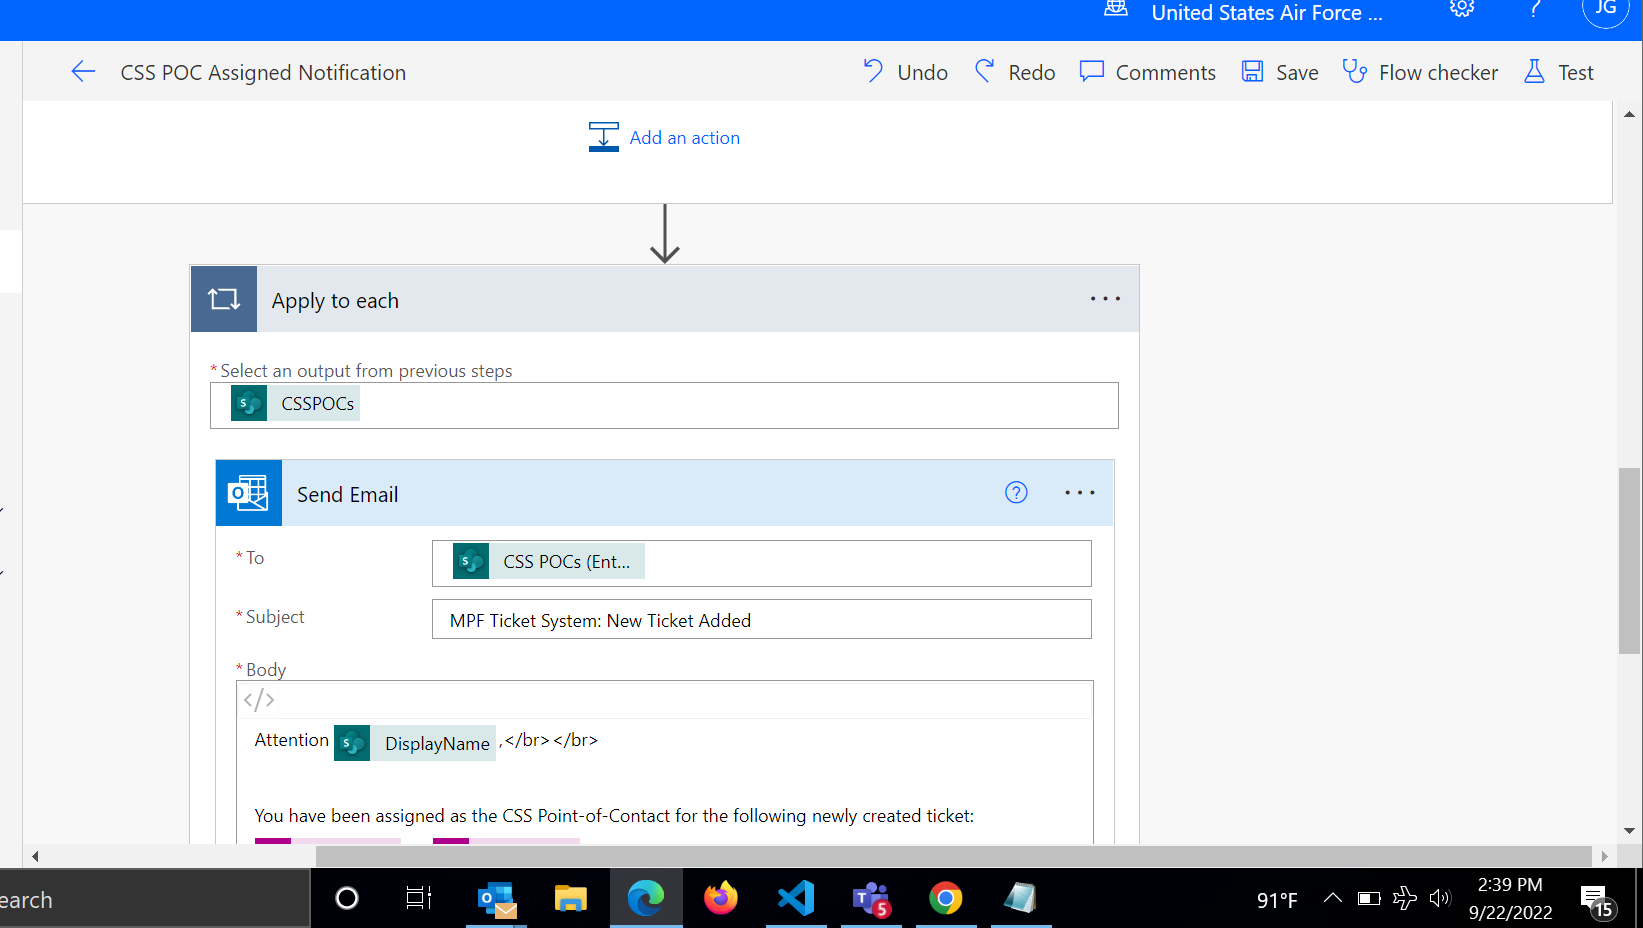 United States Air Force ...
JG
CSS POC Assigned Notification
Undo
Redo
Comments
Save
Flow checker
Test
Add an action
Apply to each
* Select an output from previous steps
CSSPOCs
Send Email
* To
CSS POCs (Ent...
* Subject
MPF Ticket System: New Ticket Added
* Body
</>
Attention DisplayName ,</br></br>
You have been assigned as the CSS Point-of-Contact for the following newly created ticket:
earch
5
91°F
2:39 PM
9/22/2022
15